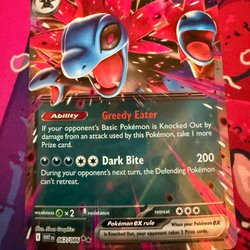 Ability Greedy Eater
If your opponent's Basic Pokémon is Knocked Out by
damage from an attack used by this Pokémon, take 1 more
Prize card.
Dark Bite 200
During your opponent's next turn, the Defending Pokémon
can't retreat.
weakness ×2 resistance retreat
Pokémon ex rule When your Pokémon ex
is Knocked Out, your opponent takes 2 Prize cards.